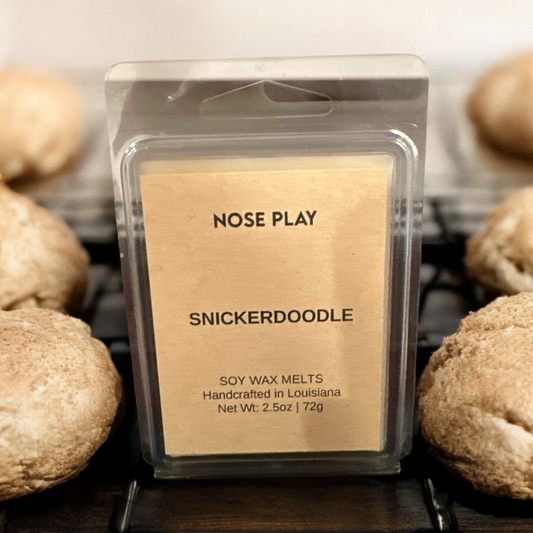 NOSE PLAY
SNICKERDOODLE
SOY WAX MELTS
Handcrafted in Louisiana
Net Wt: 2.5oz | 72g